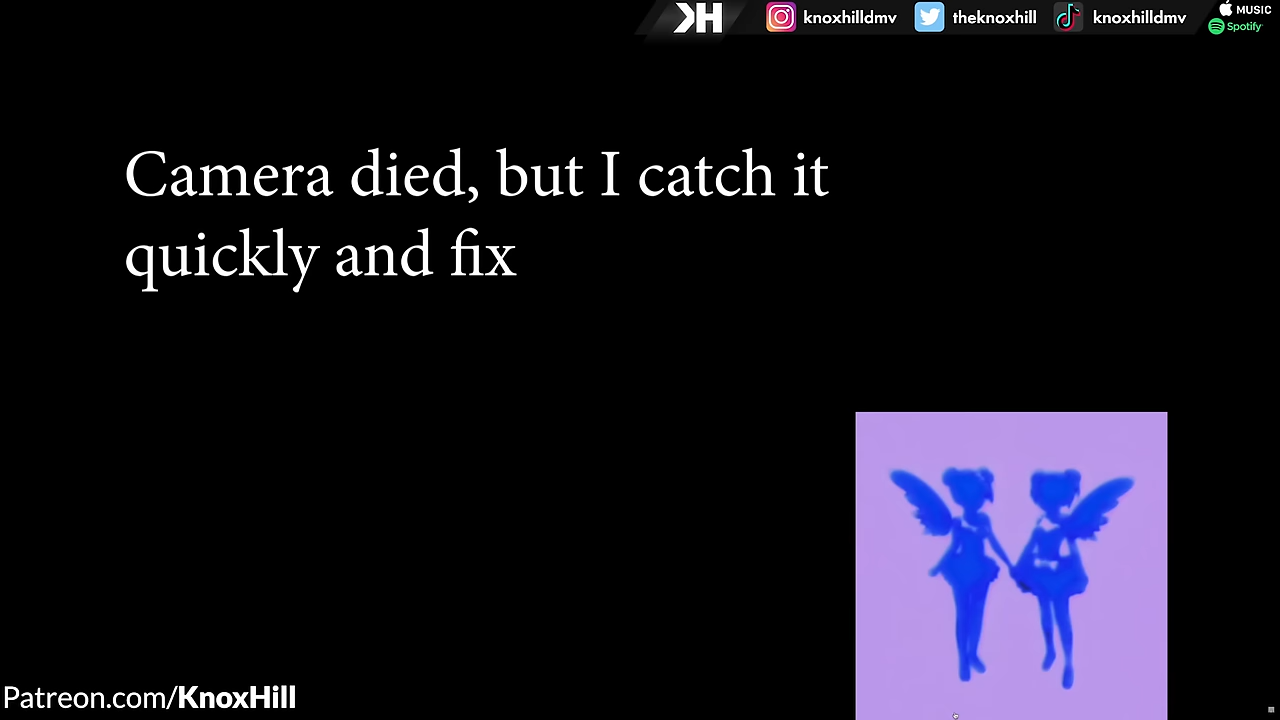 KH
knoxhilldmv
theknoxhill
knoxhilldmv
MUSIC
Spotify
Camera died, but I catch it
quickly and fix
Patreon.com/KnoxHill